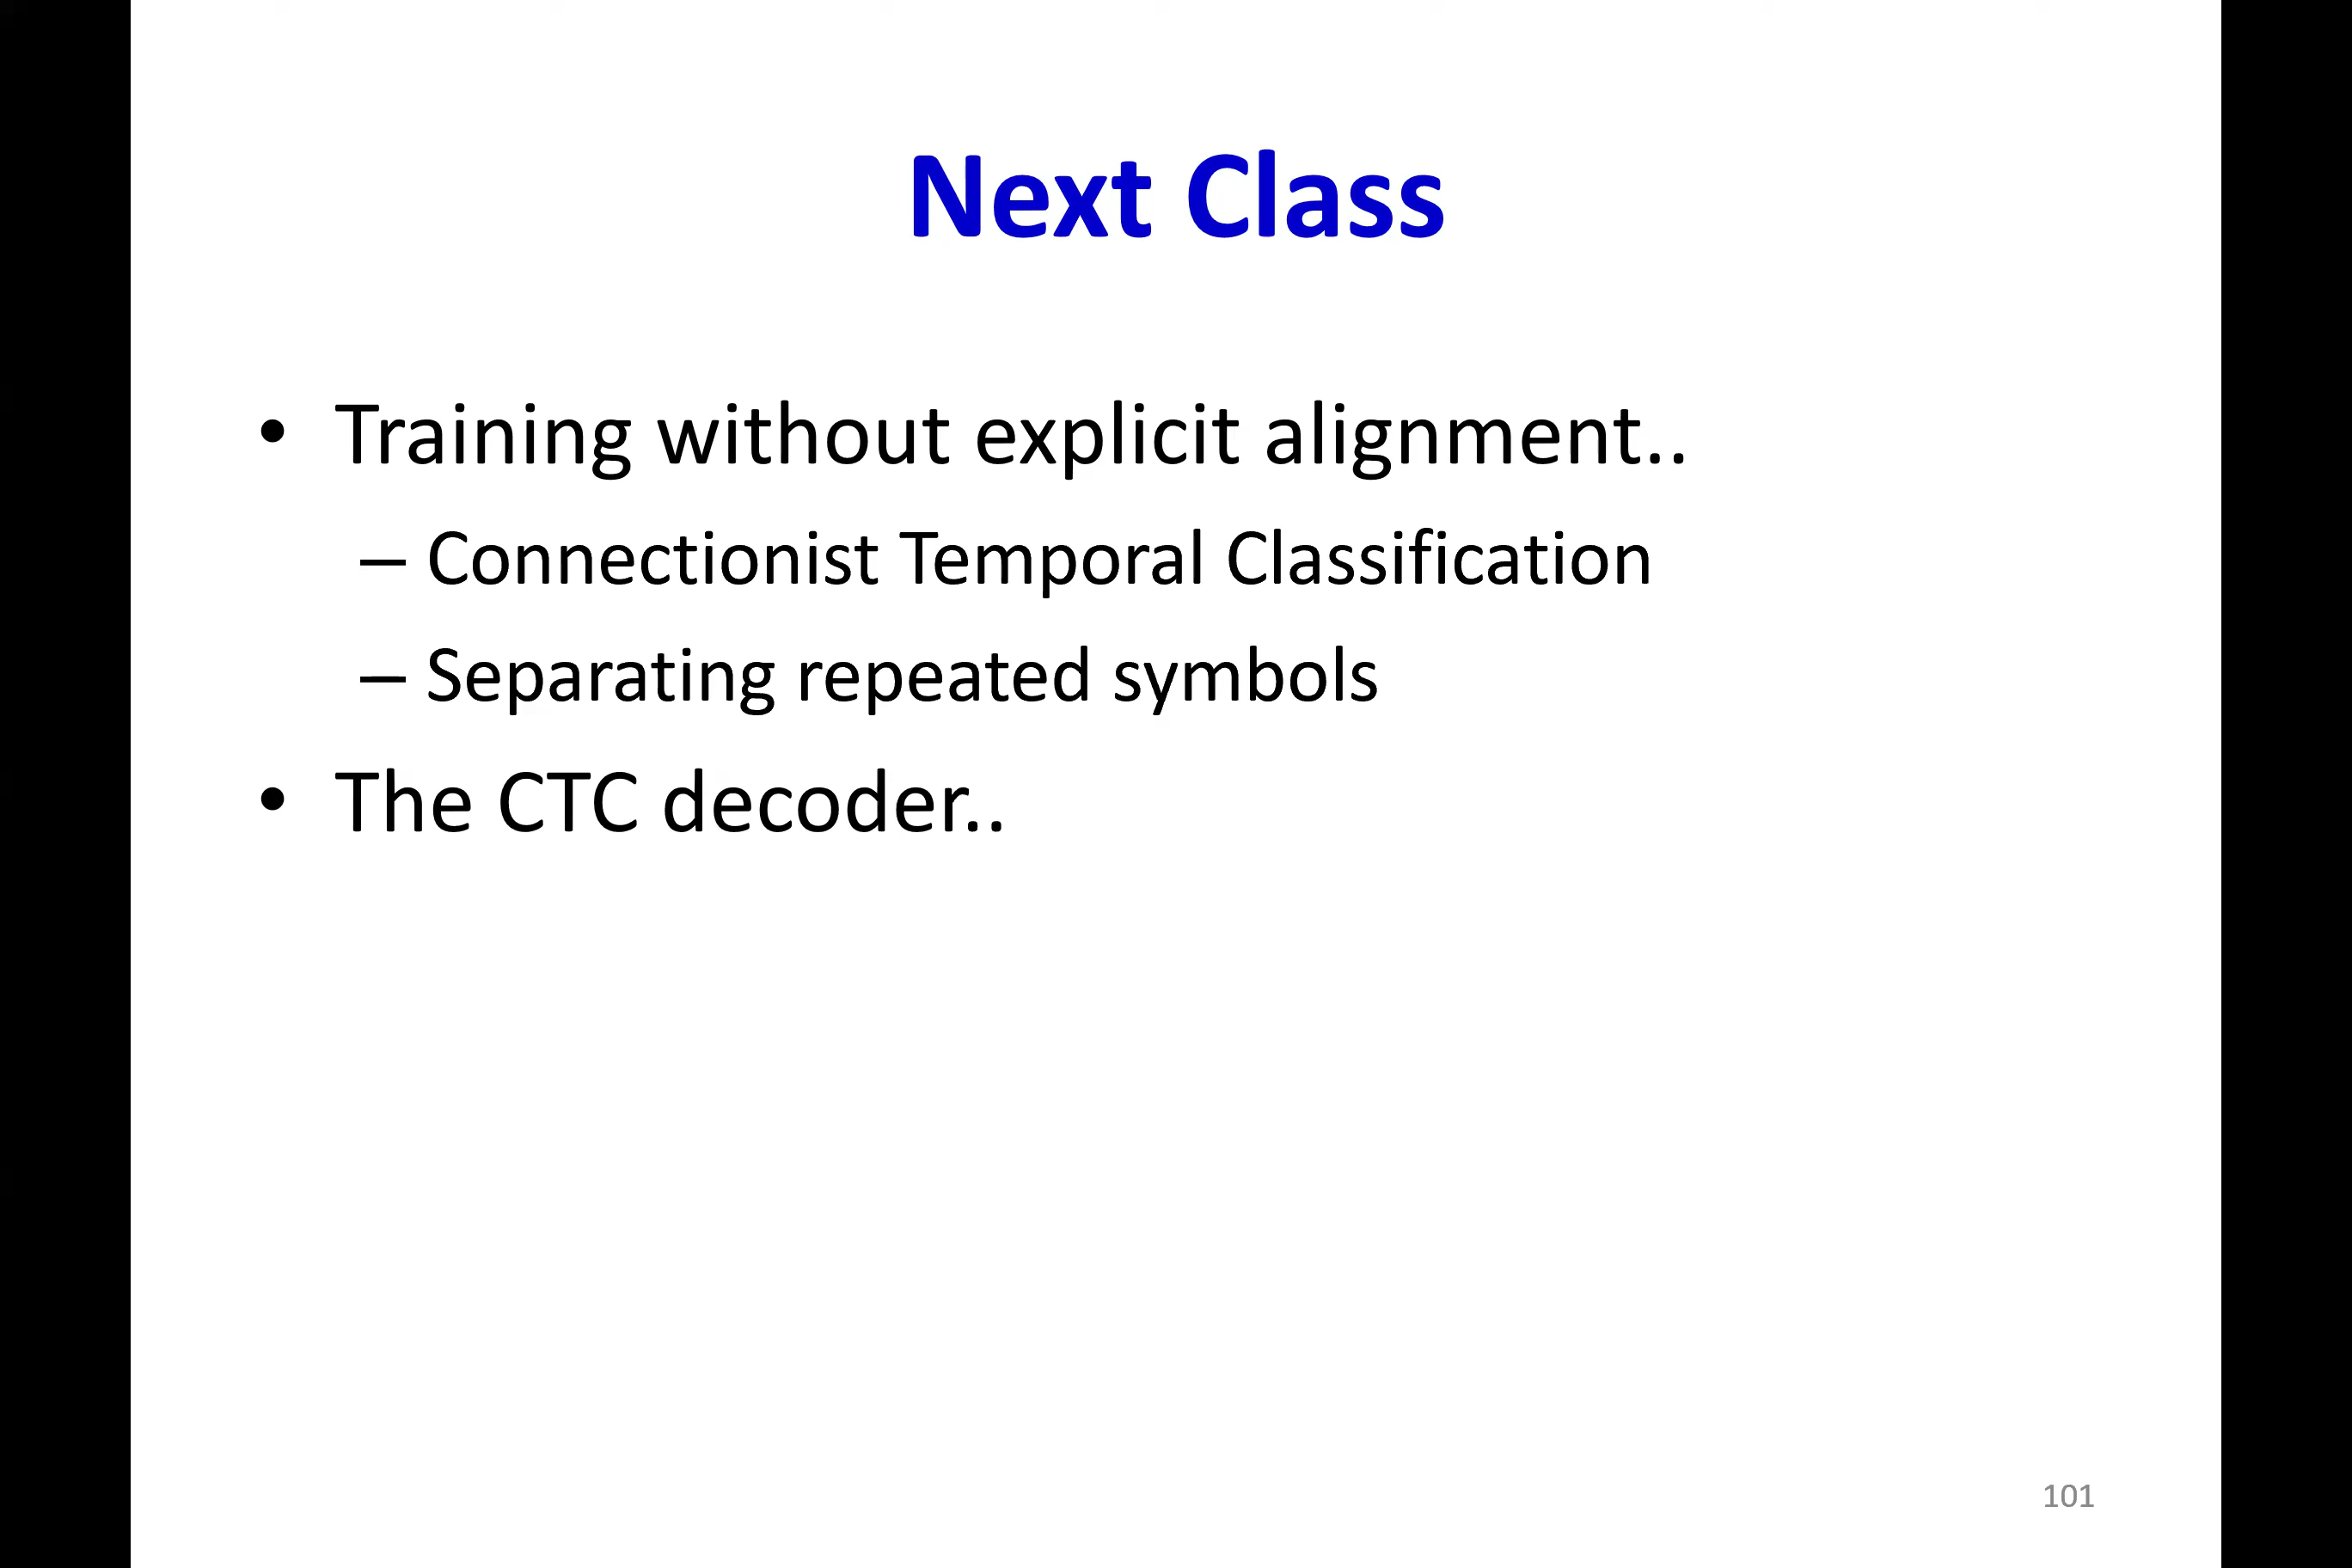 Next Class
• Training without explicit alignment..
– Connectionist Temporal Classification
– Separating repeated symbols
• The CTC decoder..
101